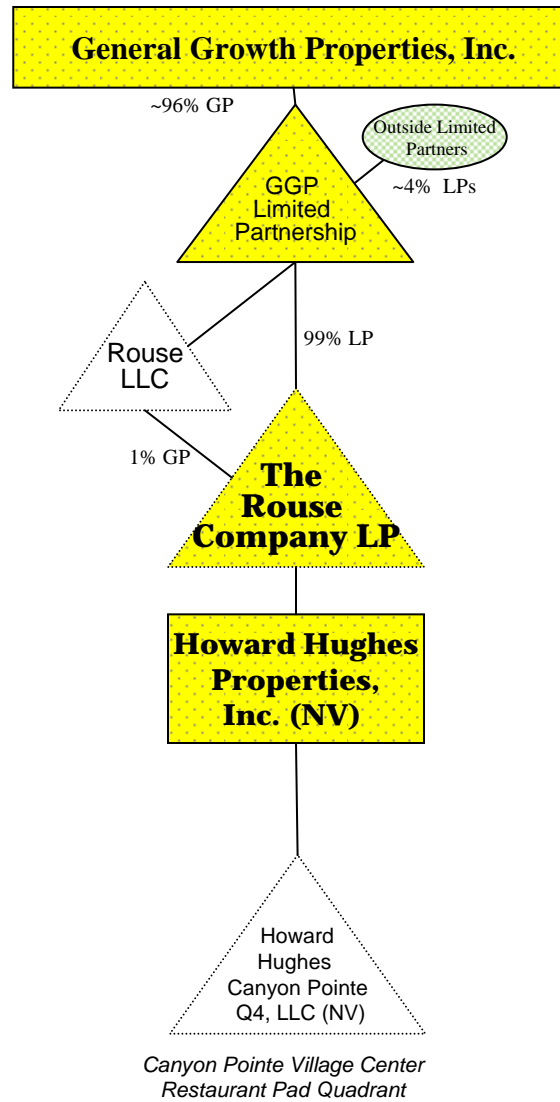 General Growth Properties, Inc.
~96% GP
Outside Limited
Partners
~4% LPs
GGP
Limited
Partnership
Rouse
LLC
99% LP
1% GP
The
Rouse
Company LP
Howard Hughes
Properties,
Inc. (NV)
Howard
Hughes
Canyon Pointe
Q4, LLC (NV)
Canyon Pointe Village Center
Restaurant Pad Quadrant